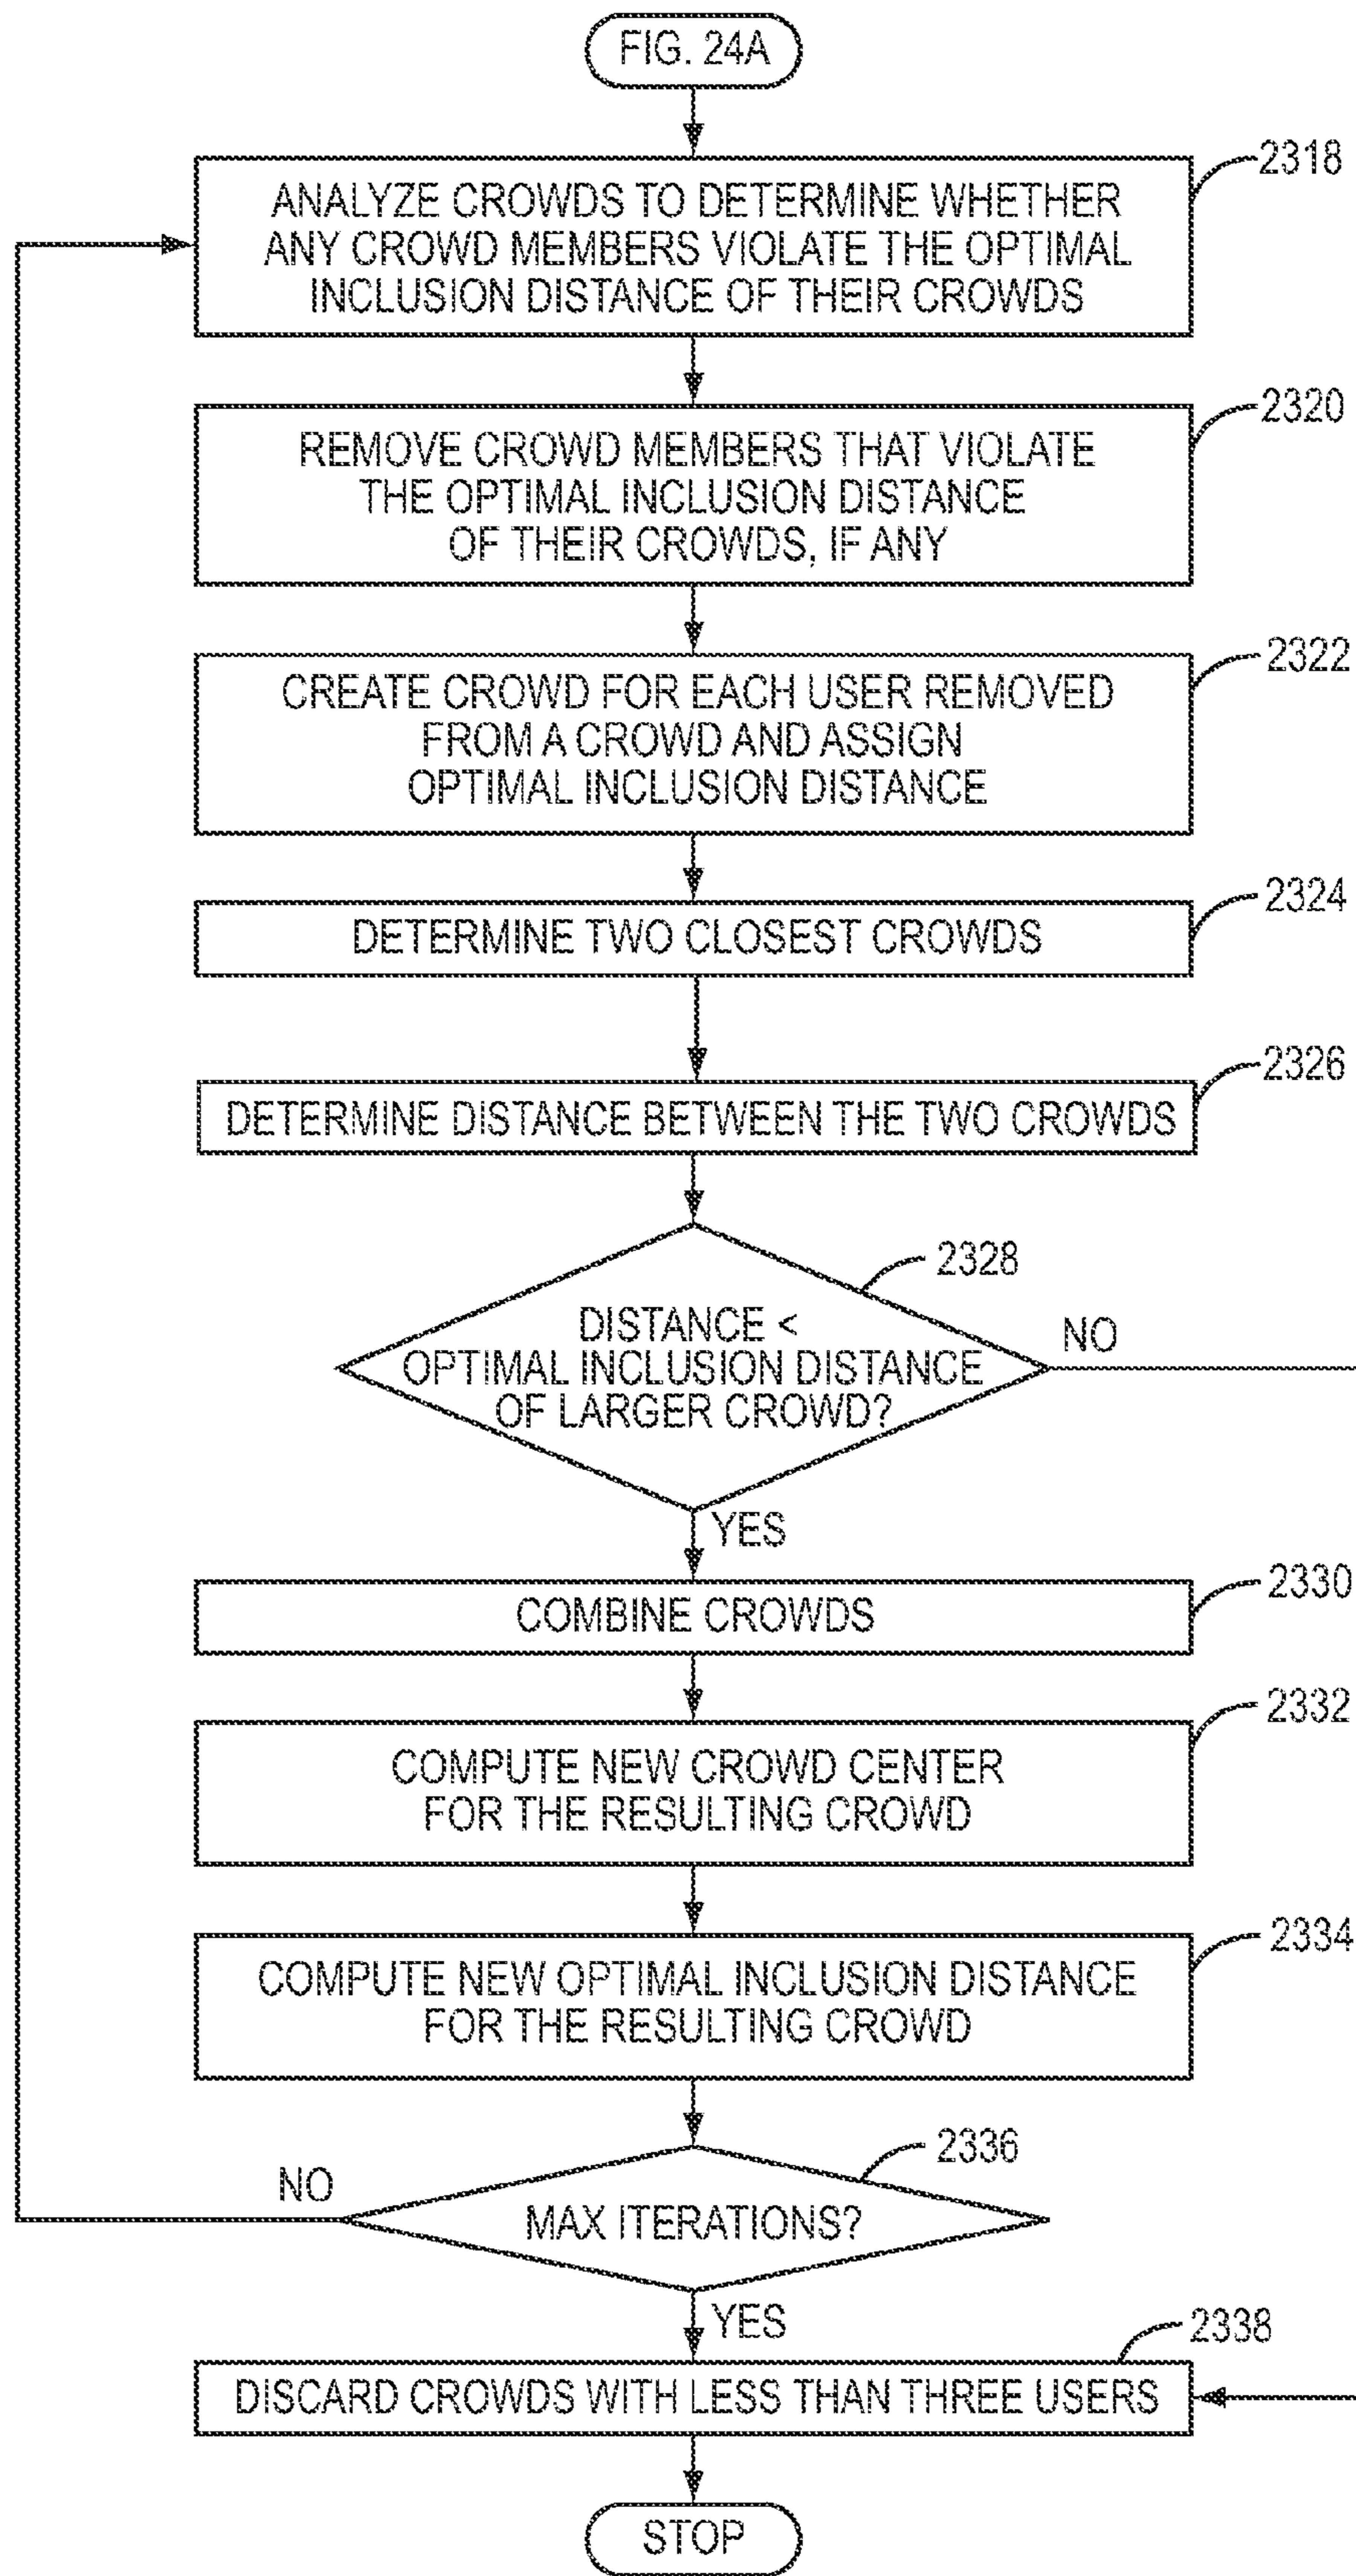 FIG. 24A
2318
ANALYZE CROWDS TO DETERMINE WHETHER
ANY CROWD MEMBERS VIOLATE THE OPTIMAL
INCLUSION DISTANCE OF THEIR CROWDS
2320
REMOVE CROWD MEMBERS THAT VIOLATE
THE OPTIMAL INCLUSION DISTANCE
OF THEIR CROWDS, IF ANY
2322
CREATE CROWD FOR EACH USER REMOVED
FROM A CROWD AND ASSIGN
OPTIMAL INCLUSION DISTANCE
2324
DETERMINE TWO CLOSEST CROWDS
2326
DETERMINE DISTANCE BETWEEN THE TWO CROWDS
2328
DISTANCE <
OPTIMAL INCLUSION DISTANCE
OF LARGER CROWD?
NO
YES
2330
COMBINE CROWDS
2332
COMPUTE NEW CROWD CENTER
FOR THE RESULTING CROWD
2334
COMPUTE NEW OPTIMAL INCLUSION DISTANCE
FOR THE RESULTING CROWD
2336
NO
MAX ITERATIONS?
YES
2338
DISCARD CROWDS WITH LESS THAN THREE USERS
STOP